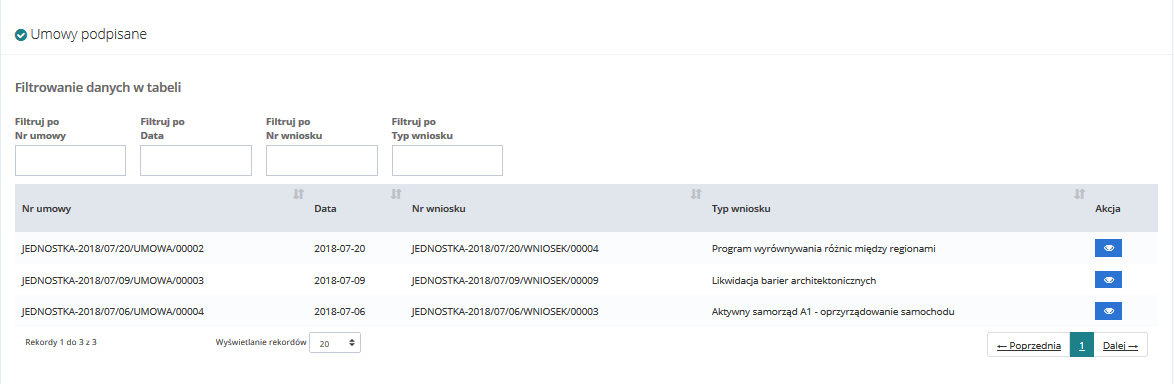 Umowy podpisane
Filtrowanie danych w tabeli
Filtruj po Filtruj po Filtruj po Filtruj po
Nr umowy Data Nr wniosku Typ wniosku
Nr umowy Data Nr wniosku Typ wniosku Akcja
JEDNOSTKA-2018/07/20/UMOWA/00002 2018-07-20 JEDNOSTKA-2018/07/20/WNIOSEK/00004 Program wyrównywania różnic między regionami
JEDNOSTKA-2018/07/09/UMOWA/00003 2018-07-09 JEDNOSTKA-2018/07/09/WNIOSEK/00009 Likwidacja barier architektonicznych
JEDNOSTKA-2018/07/06/UMOWA/00004 2018-07-06 JEDNOSTKA-2018/07/06/WNIOSEK/00003 Aktywny samorząd A1 - oprzyrządowanie samochodu
Rekordy 1 do 3 z 3 Wyświetlanie rekordów 20 ← Poprzednia 1 Dalej →